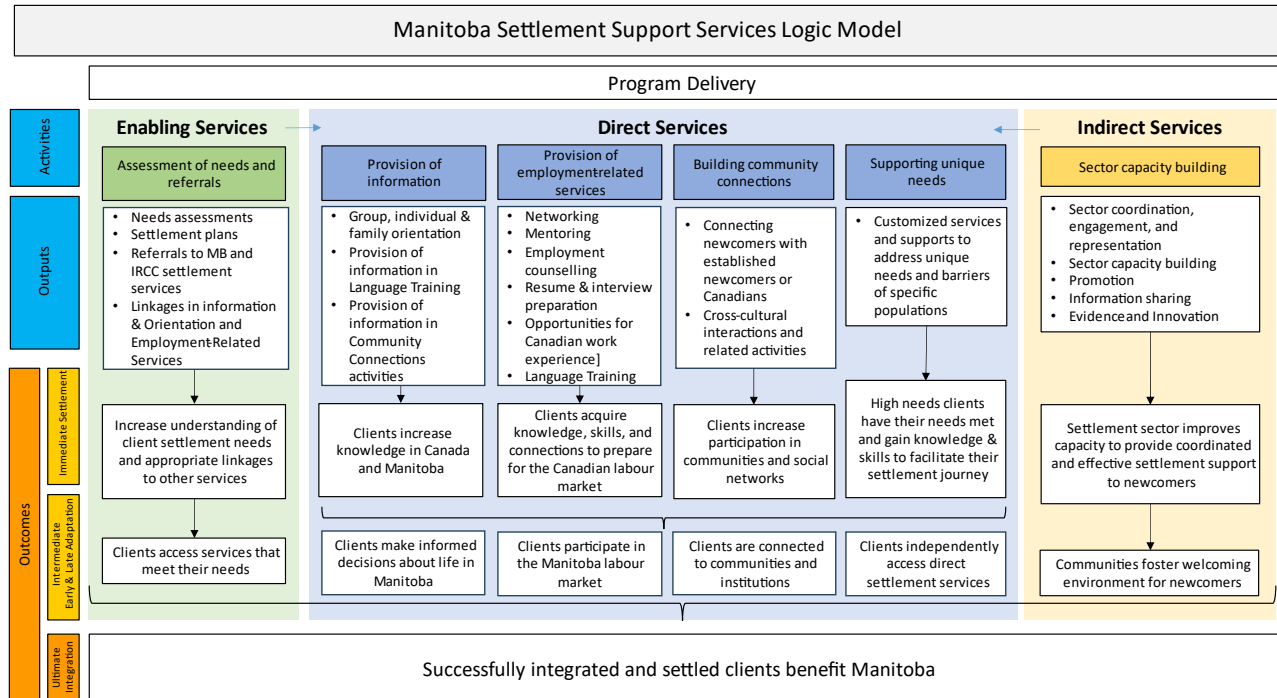 Manitoba Settlement Support Services Logic Model
Program Delivery
Activities
Enabling Services
Direct Services
Indirect Services
Assessment of needs and
referrals
Provision of
information
Provision of
employment-related
services
Building community
connections
Supporting unique
needs
Sector capacity building
Outputs
• Needs assessments
• Settlement plans
• Referrals to MB and
IRCC settlement
services
• Linkages in information
& Orientation and
Employment-Related
Services
• Group, individual &
family orientation
• Provision of
information in
Language Training
• Provision of
information in
Community
Connections
activities
• Networking
• Mentoring
• Employment
counselling
• Resume & interview
preparation
• Opportunities for
Canadian work
experience]
• Language Training
• Connecting
newcomers with
established
newcomers or
Canadians
• Cross-cultural
interactions and
related activities
• Customized services
and supports to
address unique
needs and barriers
of specific
populations
• Sector coordination,
engagement, and
representation
• Sector capacity building
• Promotion
• Information sharing
• Evidence and Innovation
Outcomes
Immediate Settlement
Increase understanding of
client settlement needs
and appropriate linkages
to other services
Clients increase
knowledge in Canada
and Manitoba
Clients acquire
knowledge, skills, and
connections to prepare
for the Canadian labour
market
Clients increase
participation in
communities and social
networks
High needs clients
have their needs met
and gain knowledge &
skills to facilitate their
settlement journey
Settlement sector improves
capacity to provide coordinated
and effective settlement support
to newcomers
Intermediate
Early & Late Adaptation
Clients access services that
meet their needs
Clients make informed
decisions about life in
Manitoba
Clients participate in
the Manitoba labour
market
Clients are connected
to communities and
institutions
Clients independently
access direct
settlement services
Communities foster welcoming
environment for newcomers
Ultimate
Integration
Successfully integrated and settled clients benefit Manitoba